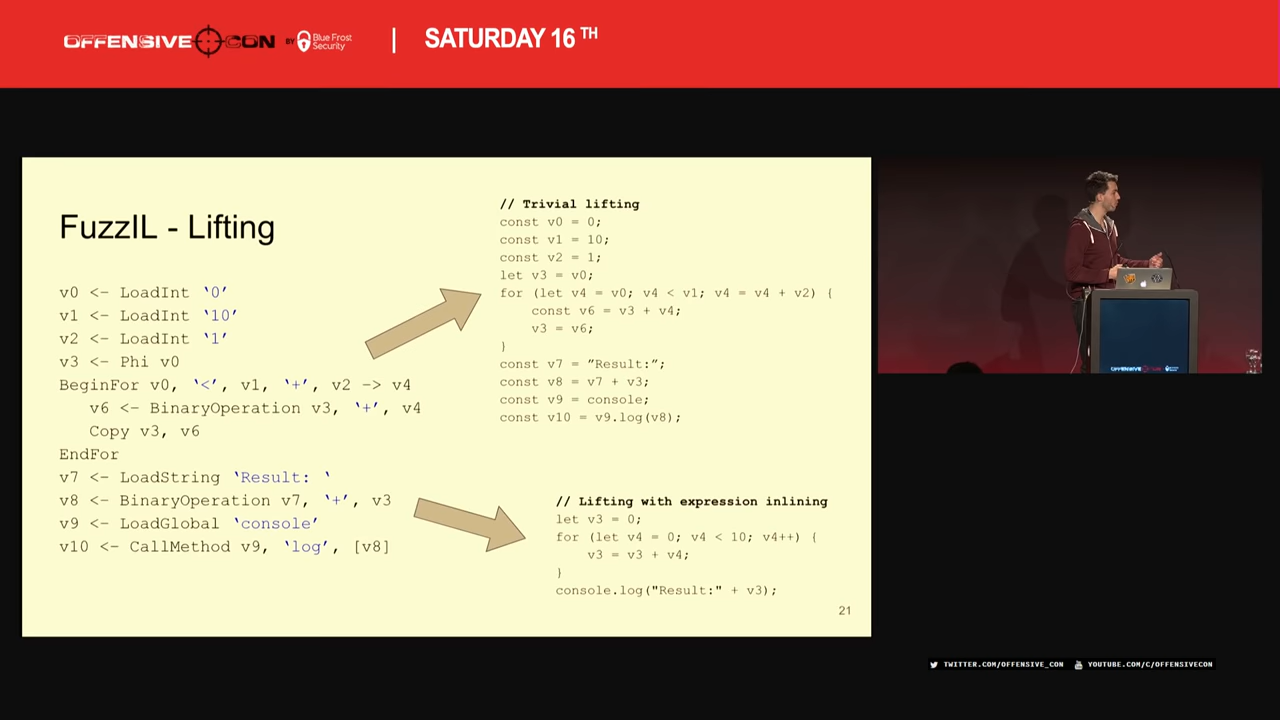 OFFENSIVE CON BY Blue Frost Security | SATURDAY 16 TH
FuzzIL - Lifting
v0 <- LoadInt ‘0’
v1 <- LoadInt ‘10’
v2 <- LoadInt ‘1’
v3 <- Phi v0
BeginFor v0, ‘<’, v1, ‘+’, v2 -> v4
v6 <- BinaryOperation v3, ‘+’, v4
Copy v3, v6
EndFor
v7 <- LoadString ‘Result: ‘
v8 <- BinaryOperation v7, ‘+’, v3
v9 <- LoadGlobal ‘console’
v10 <- CallMethod v9, ‘log’, [v8]
// Trivial lifting
const v0 = 0;
const v1 = 10;
const v2 = 1;
let v3 = v0;
for (let v4 = v0; v4 < v1; v4 = v4 + v2) {
const v6 = v3 + v4;
v3 = v6;
}
const v7 = ”Result:”;
const v8 = v7 + v3;
const v9 = console;
const v10 = v9.log(v8);
// Lifting with expression inlining
let v3 = 0;
for (let v4 = 0; v4 < 10; v4++) {
v3 = v3 + v4;
}
console.log("Result:" + v3);
21
OFFENSIVE CON
TWITTER.COM/OFFENSIVE_CON YOUTUBE.COM/C/OFFENSIVECON